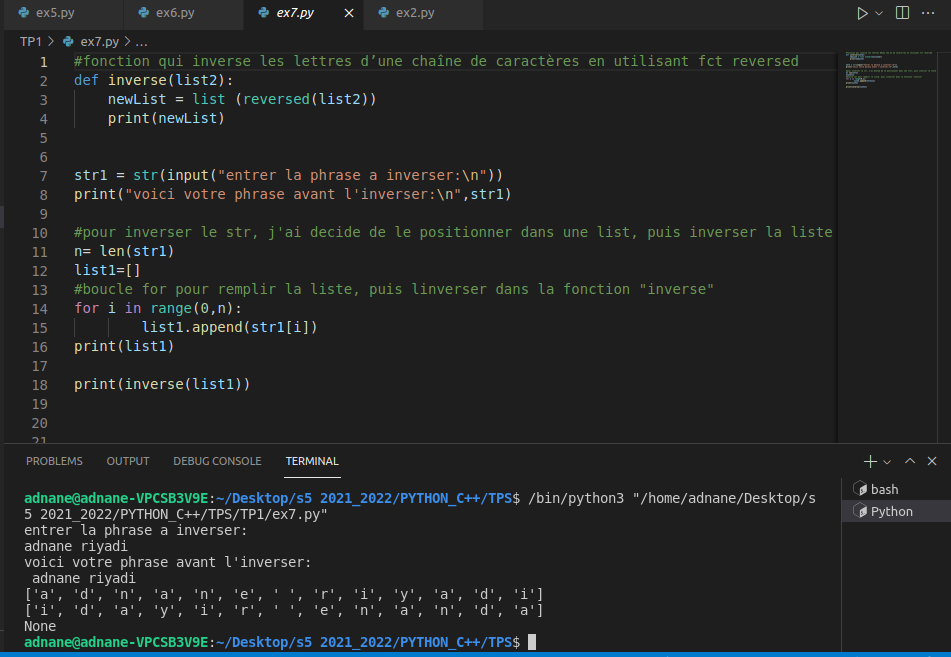 ex5.py ex6.py ex7.py ex2.py
TP1 > ex7.py > ...
1 #fonction qui inverse les lettres d’une chaîne de caractères en utilisant fct reversed
2 def inverse(list2):
3 newList = list (reversed(list2))
4 print(newList)
5
6
7 str1 = str(input("entrer la phrase a inverser:\n"))
8 print("voici votre phrase avant l'inverser:\n",str1)
9
10 #pour inverser le str, j'ai decide de le positionner dans une list, puis inverser la liste
11 n= len(str1)
12 list1=[]
13 #boucle for pour remplir la liste, puis linverser dans la fonction "inverse"
14 for i in range(0,n):
15 list1.append(str1[i])
16 print(list1)
17
18 print(inverse(list1))
19
20
21
PROBLEMS OUTPUT DEBUG CONSOLE TERMINAL
adnane@adnane-VPCSB3V9E:~/Desktop/s5 2021_2022/PYTHON_C++/TPS$ /bin/python3 "/home/adnane/Desktop/s
5 2021_2022/PYTHON_C++/TPS/TP1/ex7.py"
entrer la phrase a inverser:
adnane riyadi
voici votre phrase avant l'inverser:
 adnane riyadi
['a', 'd', 'n', 'a', 'n', 'e', ' ', 'r', 'i', 'y', 'a', 'd', 'i']
['i', 'd', 'a', 'y', 'i', 'r', ' ', 'e', 'n', 'a', 'n', 'd', 'a']
None
adnane@adnane-VPCSB3V9E:~/Desktop/s5 2021_2022/PYTHON_C++/TPS$
bash
Python